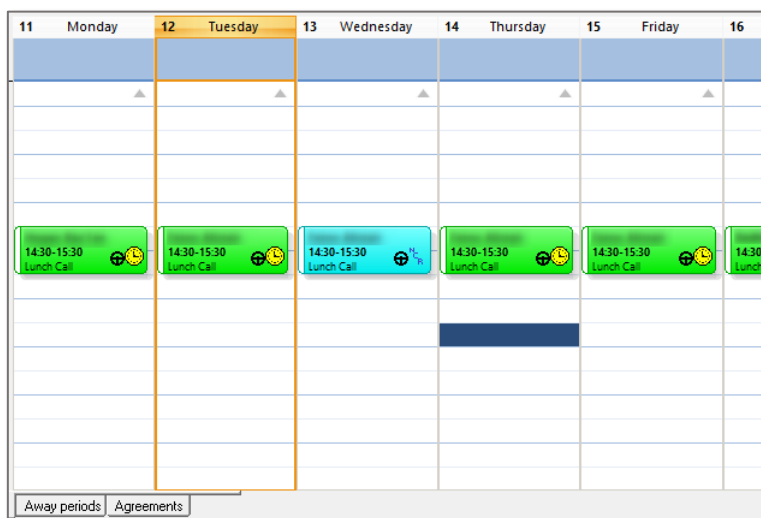 11 Monday 12 Tuesday 13 Wednesday 14 Thursday 15 Friday 16
14:30-15:30 14:30-15:30 14:30-15:30 14:30-15:30 14:30-15:30 14:30
Lunch Call Lunch Call Lunch Call Lunch Call Lunch Call Lunch
N
C
R
Away periods Agreements